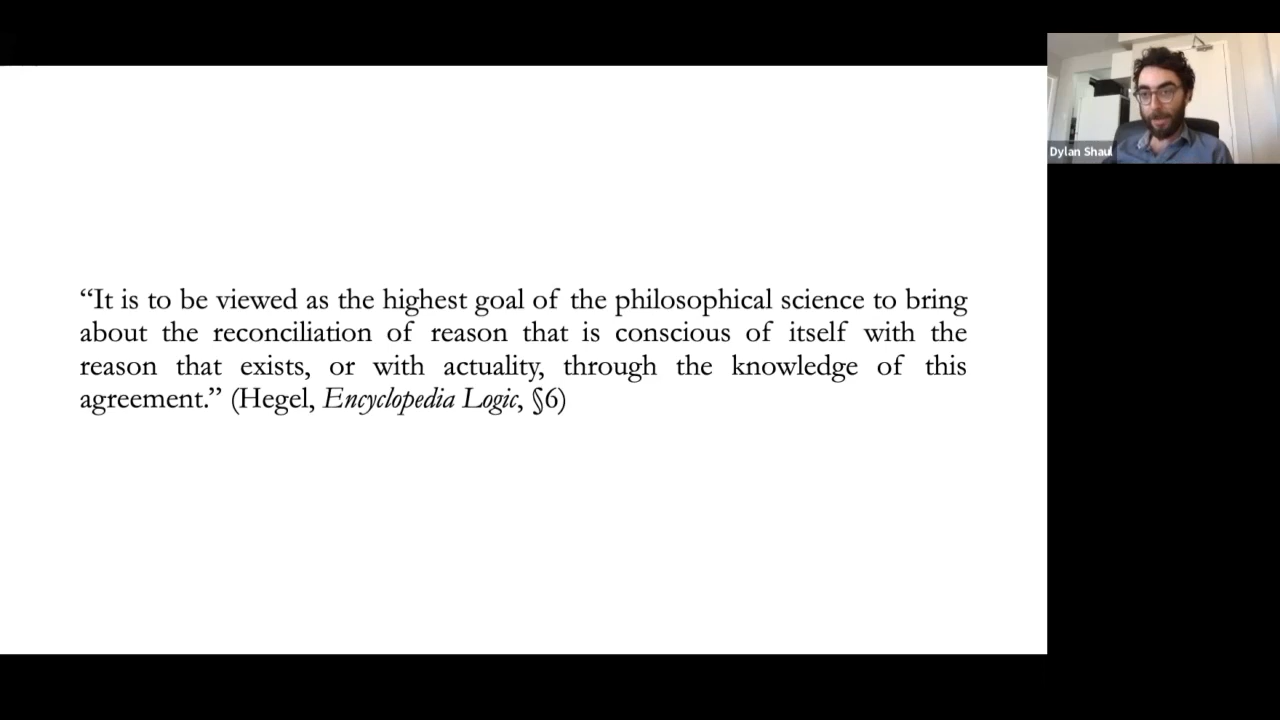 “It is to be viewed as the highest goal of the philosophical science to bring
about the reconciliation of reason that is conscious of itself with the
reason that exists, or with actuality, through the knowledge of this
agreement.” (Hegel, Encyclopedia Logic, §6)
Dylan Shaul